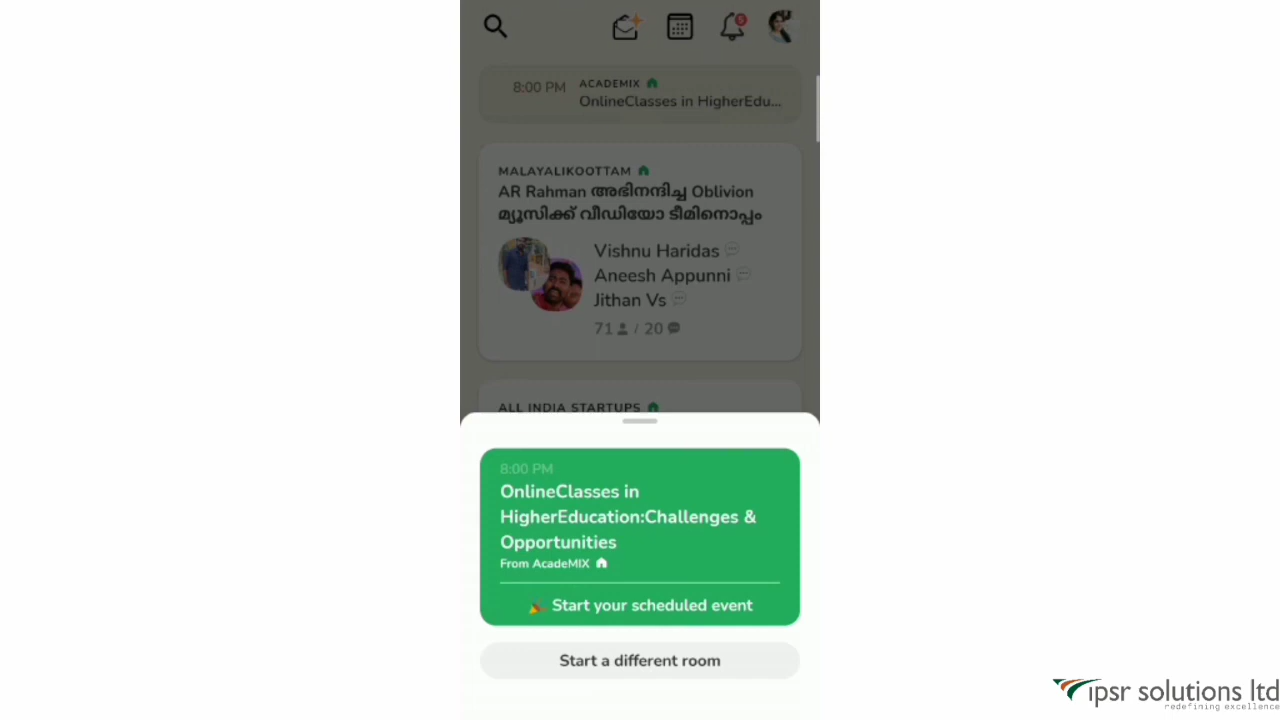 5
8:00 PM
ACADEMIX
OnlineClasses in HigherEdu...
MALAYALIKOOTTAM
AR Rahman അഭിനന്ദിച്ച Oblivion
മ്യൂസിക്ക് വീഡിയോ ടീമിനൊപ്പം
Vishnu Haridas
Aneesh Appunni
Jithan Vs
71 / 20
ALL INDIA STARTUPS
8:00 PM
OnlineClasses in
HigherEducation:Challenges &
Opportunities
From AcadeMIX
Start your scheduled event
Start a different room
ipsr solutions ltd
redefining excellence